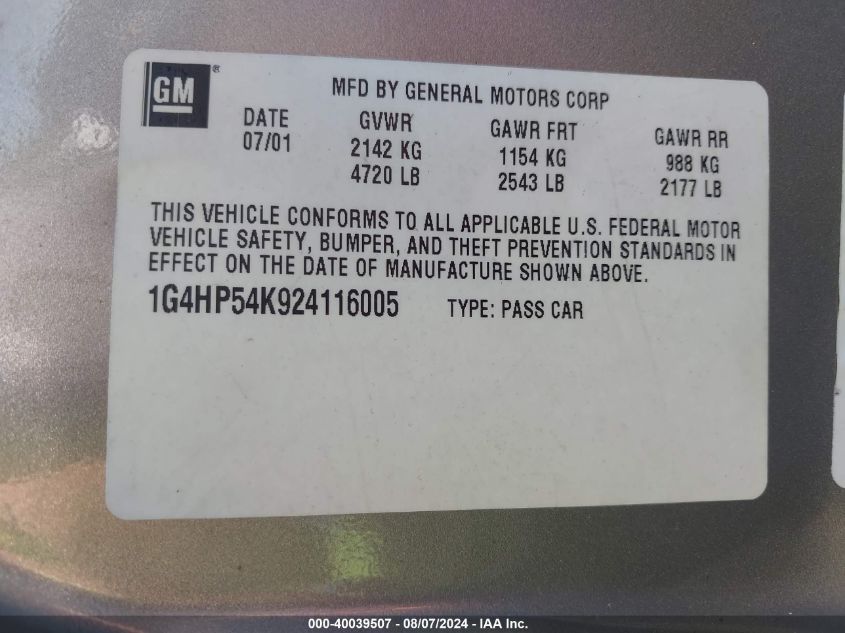 GM ®
MFD BY GENERAL MOTORS CORP
DATE GVWR GAWR FRT GAWR RR
07/01 2142 KG 1154 KG 988 KG
4720 LB 2543 LB 2177 LB
THIS VEHICLE CONFORMS TO ALL APPLICABLE U.S. FEDERAL MOTOR
VEHICLE SAFETY, BUMPER, AND THEFT PREVENTION STANDARDS IN
EFFECT ON THE DATE OF MANUFACTURE SHOWN ABOVE.
1G4HP54K924116005 TYPE: PASS CAR
000-40039507 - 08/07/2024 - IAA Inc.